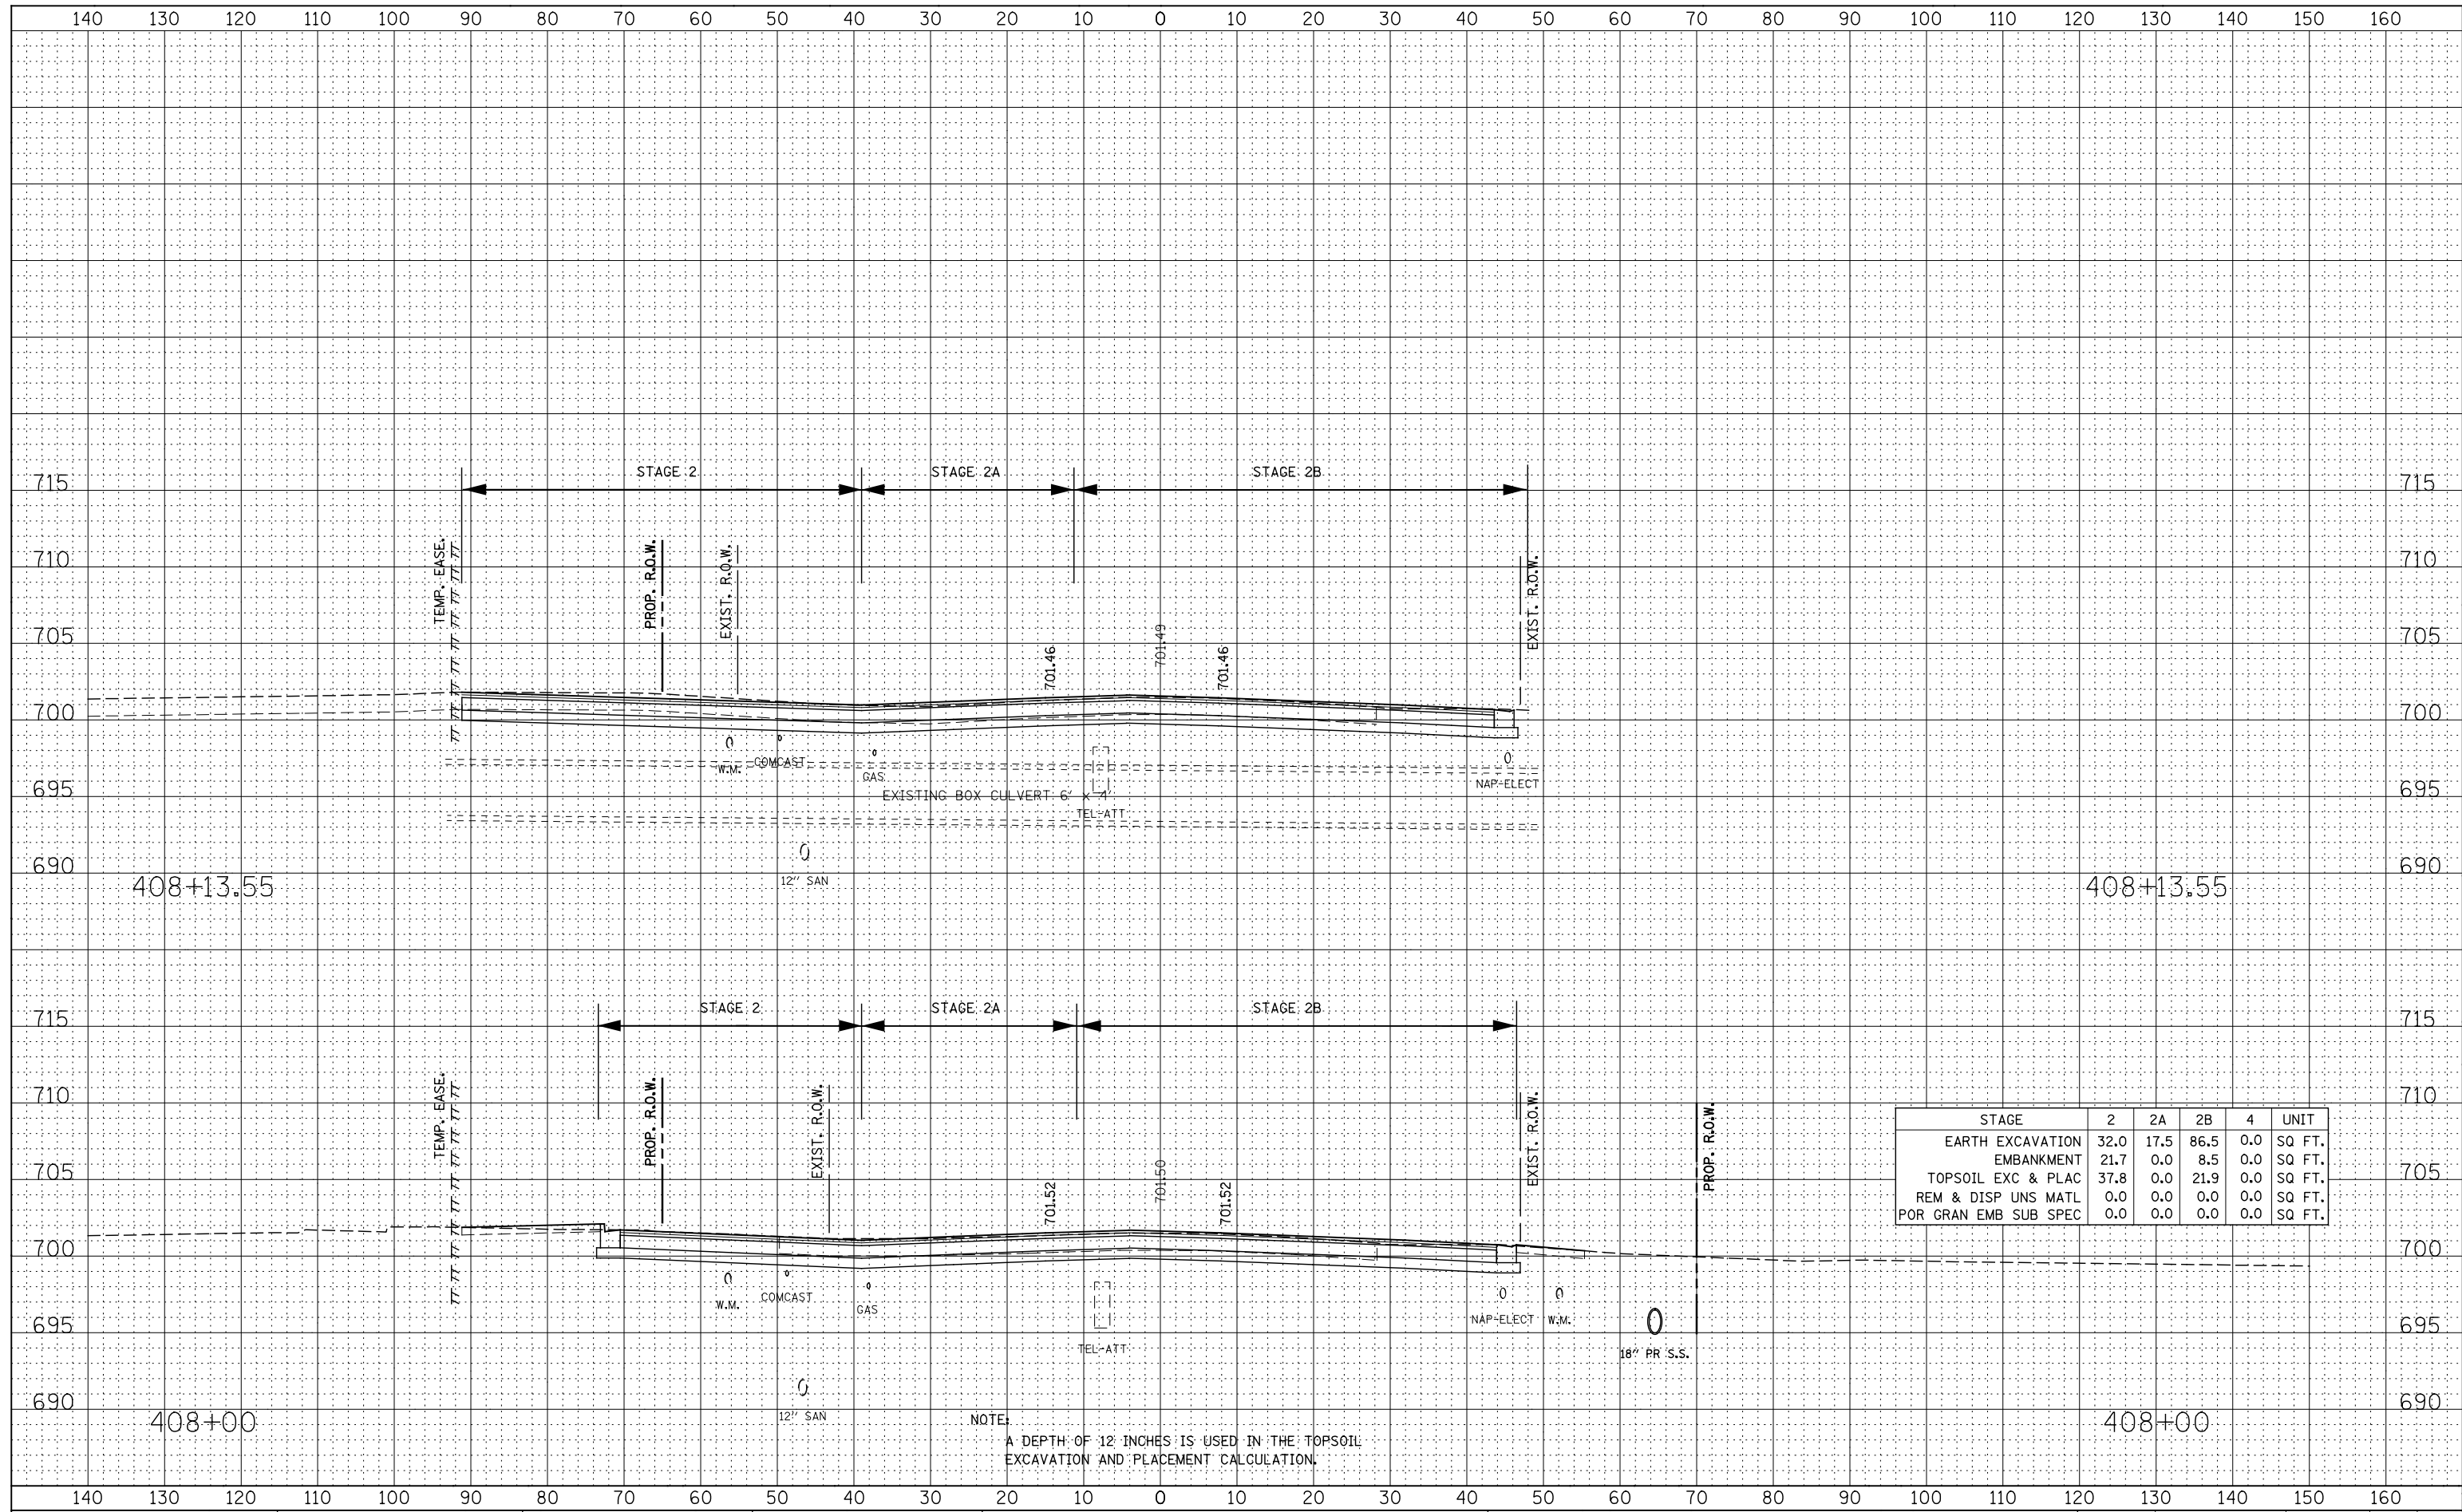 140 130 120 110 100 90 80 70 60 50 40 30 20 10 0 10 20 30 40 50 60 70 80 90 100 110 120 130 140 150 160
STAGE 2 STAGE 2A STAGE 2B
715 715
TEMP. EASE. PROP. R.O.W. EXIST. R.O.W. EXIST. R.O.W.
710 710
705 705
701.46 701.49 701.46
700 700
W.M. COMCAST GAS
NAP-ELECT
695 695
EXISTING BOX CULVERT 6' x 4'
TEL-ATT
690 690
12" SAN
408+13.55 408+13.55
STAGE 2 STAGE 2A STAGE 2B
715 715
TEMP. EASE. PROP. R.O.W. EXIST. R.O.W. EXIST. R.O.W. PROP. R.O.W.
710 710
STAGE 2 2A 2B 4 UNIT
EARTH EXCAVATION 32.0 17.5 86.5 0.0 SQ FT.
EMBANKMENT 21.7 0.0 8.5 0.0 SQ FT.
TOPSOIL EXC & PLAC 37.8 0.0 21.9 0.0 SQ FT.
REM & DISP UNS MATL 0.0 0.0 0.0 0.0 SQ FT.
POR GRAN EMB SUB SPEC 0.0 0.0 0.0 0.0 SQ FT.
705 705
701.52 701.50 701.52
700 700
W.M. COMCAST GAS
NAP-ELECT W.M.
695 695
TEL-ATT
18" PR S.S.
690 690
12" SAN
408+00 408+00
NOTE:
A DEPTH OF 12 INCHES IS USED IN THE TOPSOIL
EXCAVATION AND PLACEMENT CALCULATION.
140 130 120 110 100 90 80 70 60 50 40 30 20 10 0 10 20 30 40 50 60 70 80 90 100 110 120 130 140 150 160